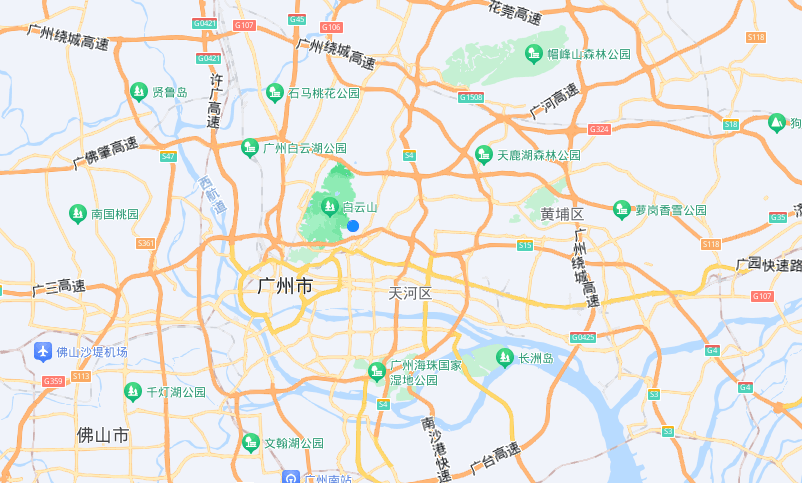 花莞高速
G0421
G107
G45
G106
广州绕城高速
广州绕城高速
S118
帽峰山森林公园
G0421
许广高速
贤鲁岛
石马桃花公园
G1508
广河高速
S18
狗
G324
广佛肇高速
S47
广州白云湖公园
S4
天鹿湖森林公园
西航道
南国桃园
白云山
黄埔区
萝岗香雪公园
G35
S361
S15
广州绕城高速
S118
广三高速
广州市
天河区
广园快速路
G107
佛山沙堤机场
G0425
G4
G359
S113
千灯湖公园
广州海珠国家
湿地公园
长洲岛
G4
S3
S4
佛山市
文翰湖公园
南沙港快速
广台高速
S3
广州南站